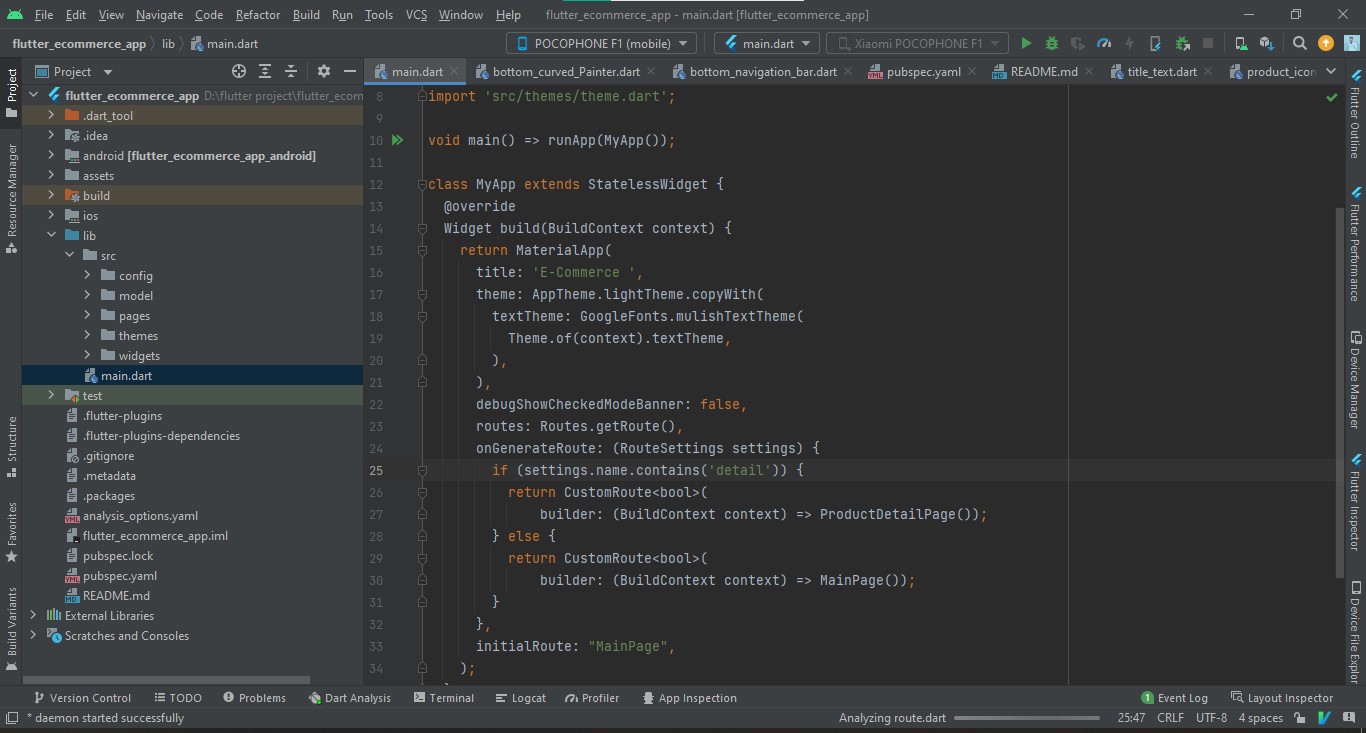 File Edit View Navigate Code Refactor Build Run Tools VCS Window Help flutter_ecommerce_app - main.dart [flutter_ecommerce_app]
flutter_ecommerce_app lib main.dart POCOPHONE F1 (mobile) main.dart Xiaomi POCOPHONE F1
Project
main.dart bottom_curved_Painter.dart bottom_navigation_bar.dart pubspec.yaml README.md title_text.dart product_icon
Project
Resource Manager
Structure
Favorites
Build Variants
flutter_ecommerce_app D:\flutter project\flutter_ecom
.dart_tool
.idea
android [flutter_ecommerce_app_android]
assets
build
ios
lib
src
config
model
pages
themes
widgets
main.dart
test
.flutter-plugins
.flutter-plugins-dependencies
.gitignore
.metadata
.packages
analysis_options.yaml
flutter_ecommerce_app.iml
pubspec.lock
pubspec.yaml
README.md
External Libraries
Scratches and Consoles
8 import 'src/themes/theme.dart';
9
10 void main() => runApp(MyApp());
11
12 class MyApp extends StatelessWidget {
13 @override
14 Widget build(BuildContext context) {
15 return MaterialApp(
16 title: 'E-Commerce ',
17 theme: AppTheme.lightTheme.copyWith(
18 textTheme: GoogleFonts.mulishTextTheme(
19 Theme.of(context).textTheme,
20 ),
21 ),
22 debugShowCheckedModeBanner: false,
23 routes: Routes.getRoute(),
24 onGenerateRoute: (RouteSettings settings) {
25 if (settings.name.contains('detail')) {
26 return CustomRoute<bool>(
27 builder: (BuildContext context) => ProductDetailPage());
28 } else {
29 return CustomRoute<bool>(
30 builder: (BuildContext context) => MainPage());
31 }
32 },
33 initialRoute: "MainPage",
34 );
Flutter Outline
Flutter Performance
Device Manager
Flutter Inspector
Device File Explor
Version Control TODO Problems Dart Analysis Terminal Logcat Profiler App Inspection 1 Event Log Layout Inspector
* daemon started successfully Analyzing route.dart 25:47 CRLF UTF-8 4 spaces